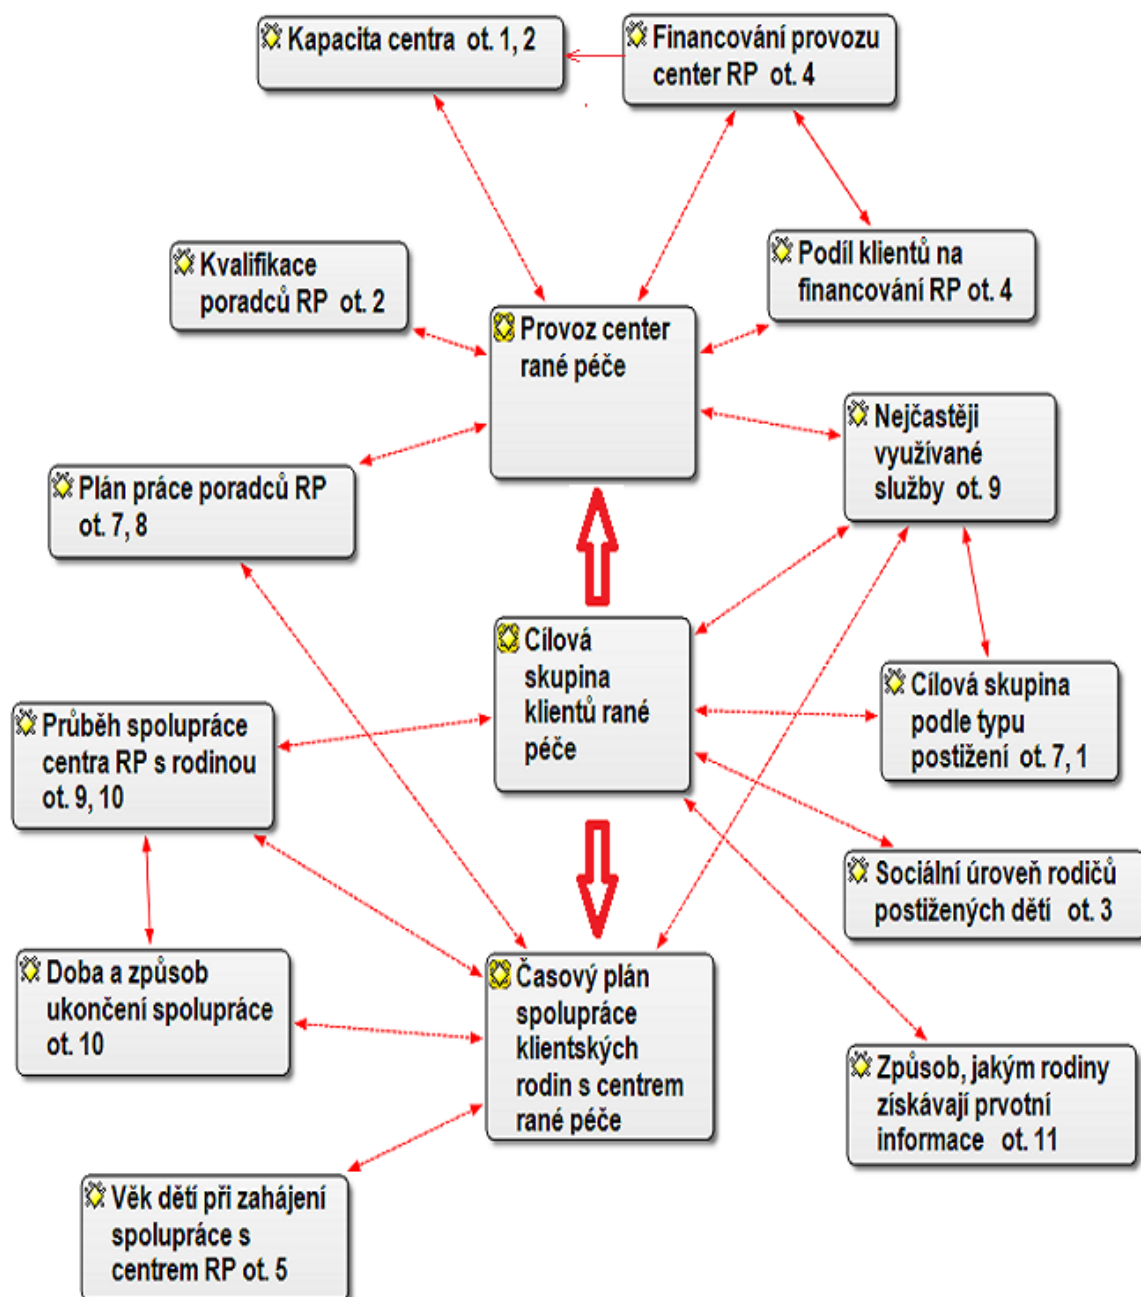 Kapacita centra ot. 1, 2
Financování provozu
center RP ot. 4
Kvalifikace
poradců RP ot. 2
Podíl klientů na
financování RP ot. 4
Provoz center
rané péče
Nejčastěji
využívané
služby ot. 9
Plán práce poradců RP
ot. 7, 8
Cílová
skupina
klientů rané
péče
Cílová skupina
podle typu
postižení ot. 7, 1
Průběh spolupráce
centra RP s rodinou
ot. 9, 10
Sociální úroveň rodičů
postižených dětí ot. 3
Doba a způsob
ukončení spolupráce
ot. 10
Časový plán
spolupráce
klientských
rodin s centrem
rané péče
Způsob, jakým rodiny
získávají prvotní
informace ot. 11
Věk dětí při zahájení
spolupráce s
centrem RP ot. 5